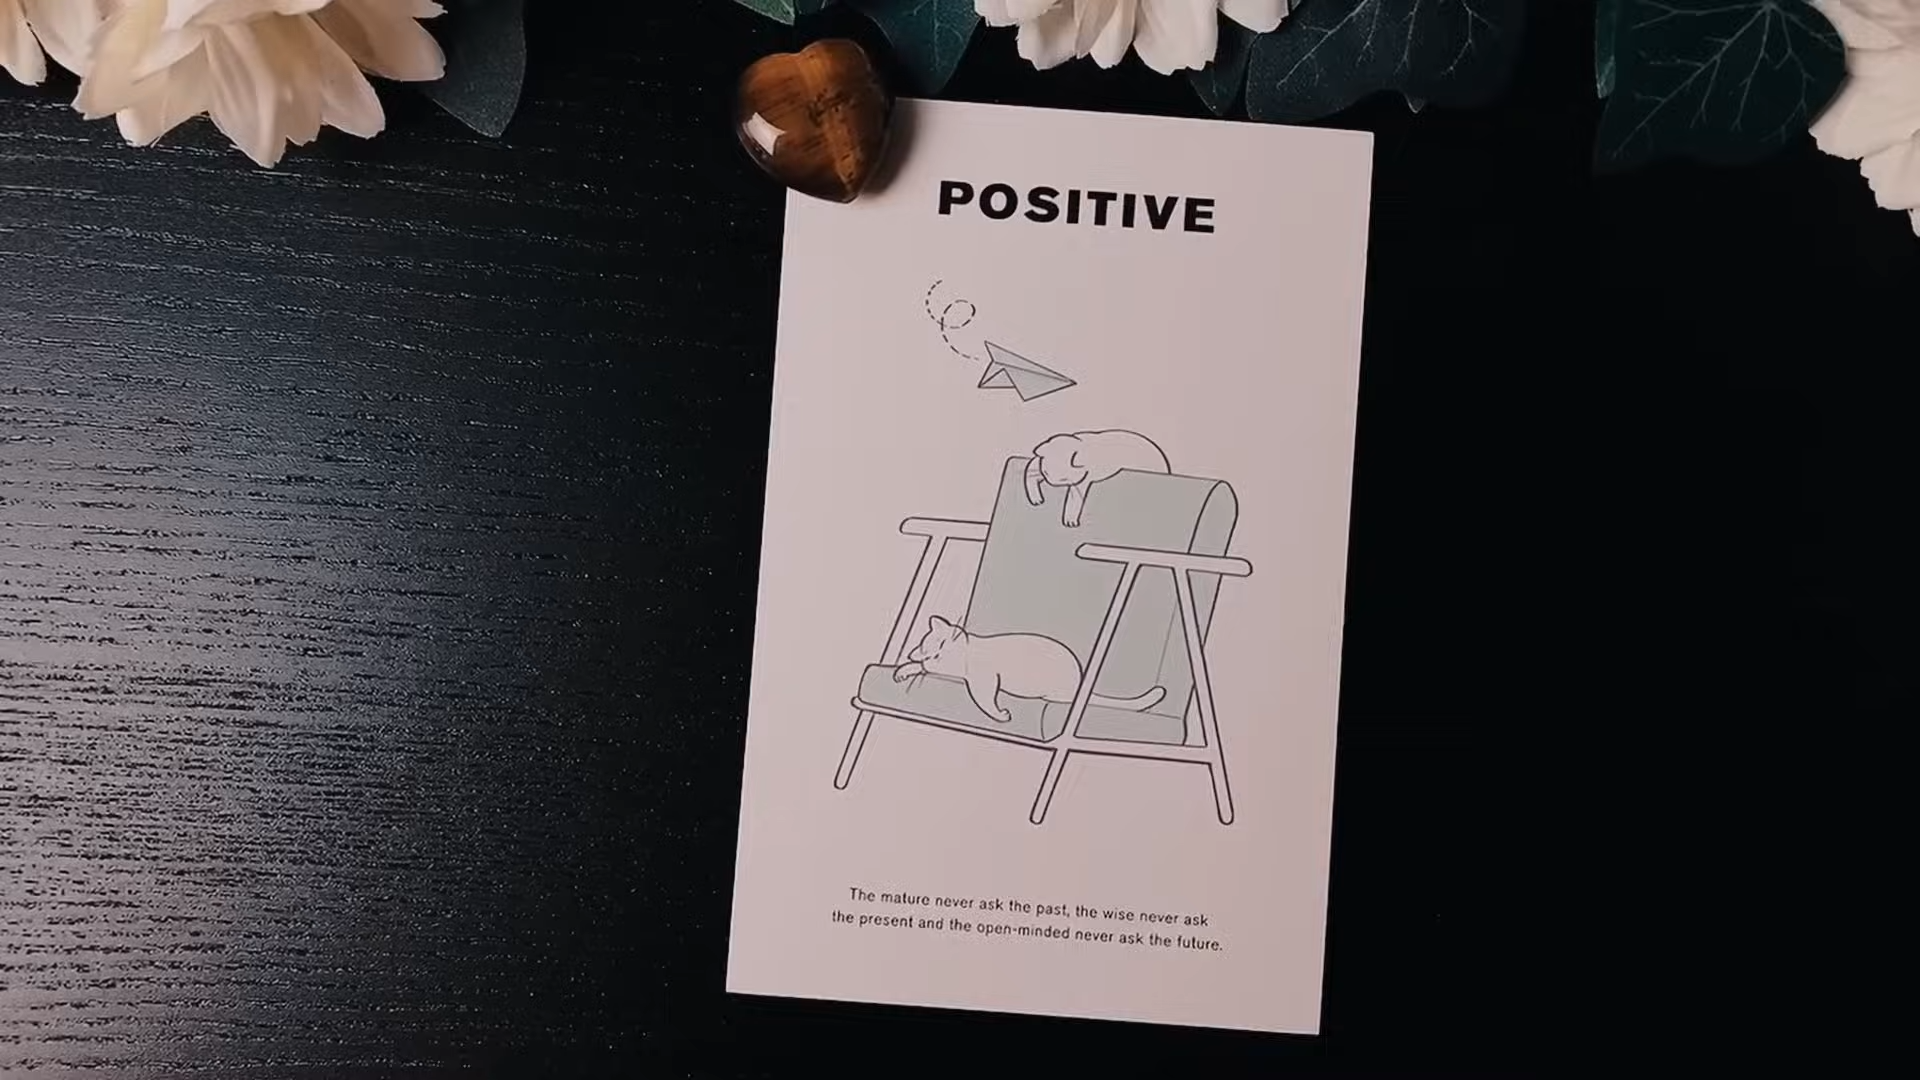 POSITIVE
The mature never ask the past, the wise never ask
the present and the open-minded never ask the future.